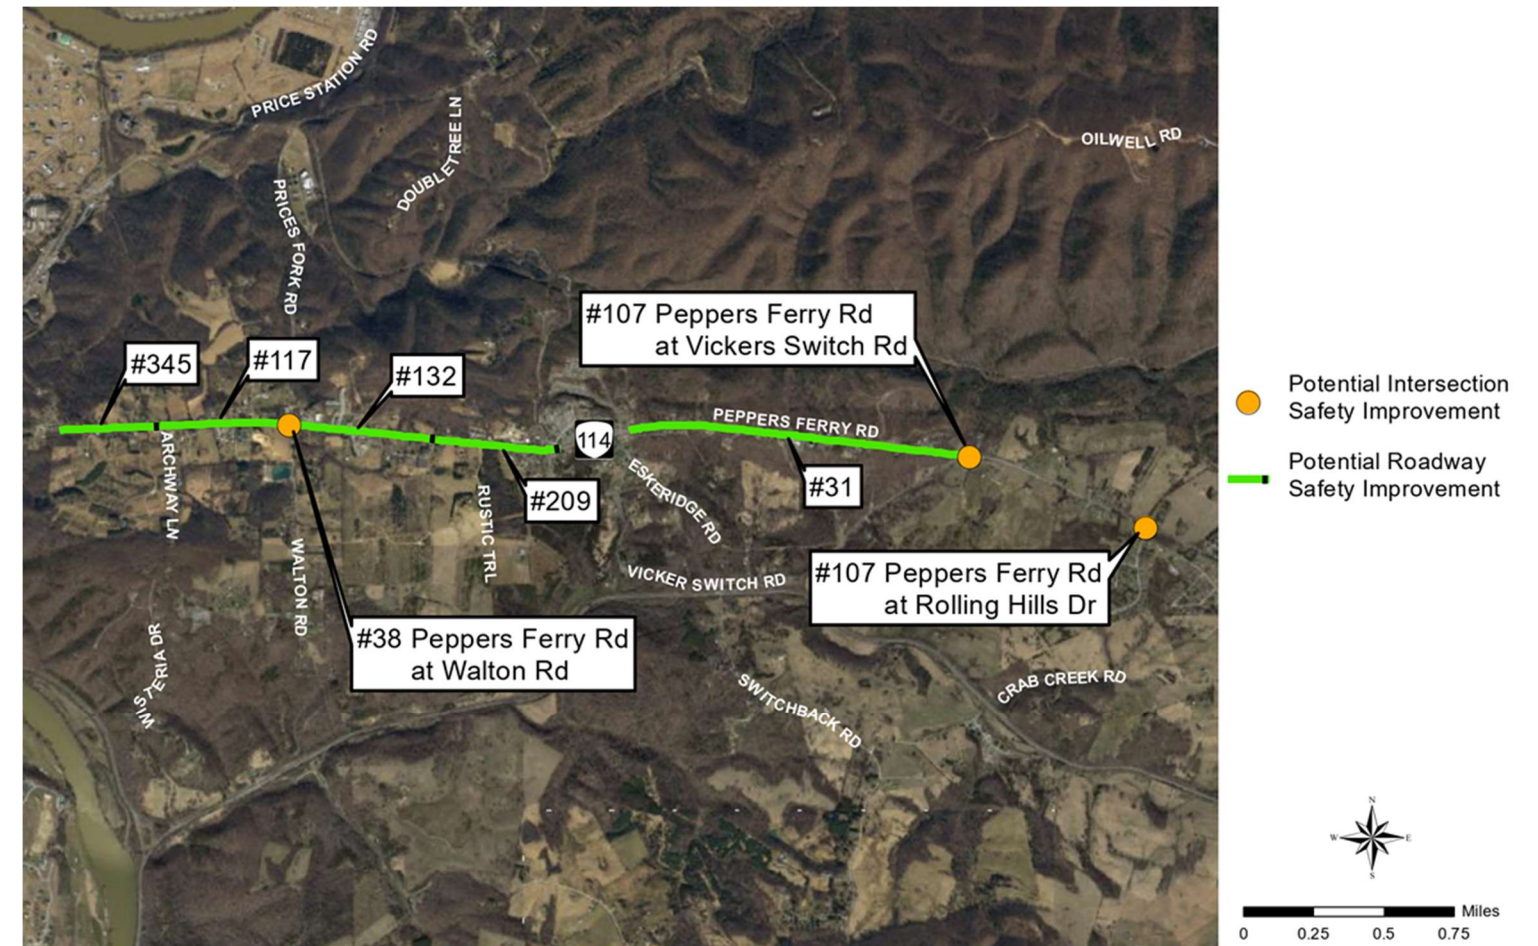 PRICE STATION RD
DOUBLETREE LN
OILWELL RD
PRICES FORK RD
#107 Peppers Ferry Rd
at Vickers Switch Rd
#345
#117
#132
PEPPERS FERRY RD
114
#31
#209
ARCHWAY LN
RUSTIC TRL
ESKERIDGE RD
WALTON RD
VICKER SWITCH RD
#107 Peppers Ferry Rd
at Rolling Hills Dr
#38 Peppers Ferry Rd
at Walton Rd
WISTERIA DR
SWITCHBACK RD
CRAB CREEK RD
Potential Intersection
Safety Improvement
Potential Roadway
Safety Improvement
N
W E
S
Miles
0 0.25 0.5 0.75